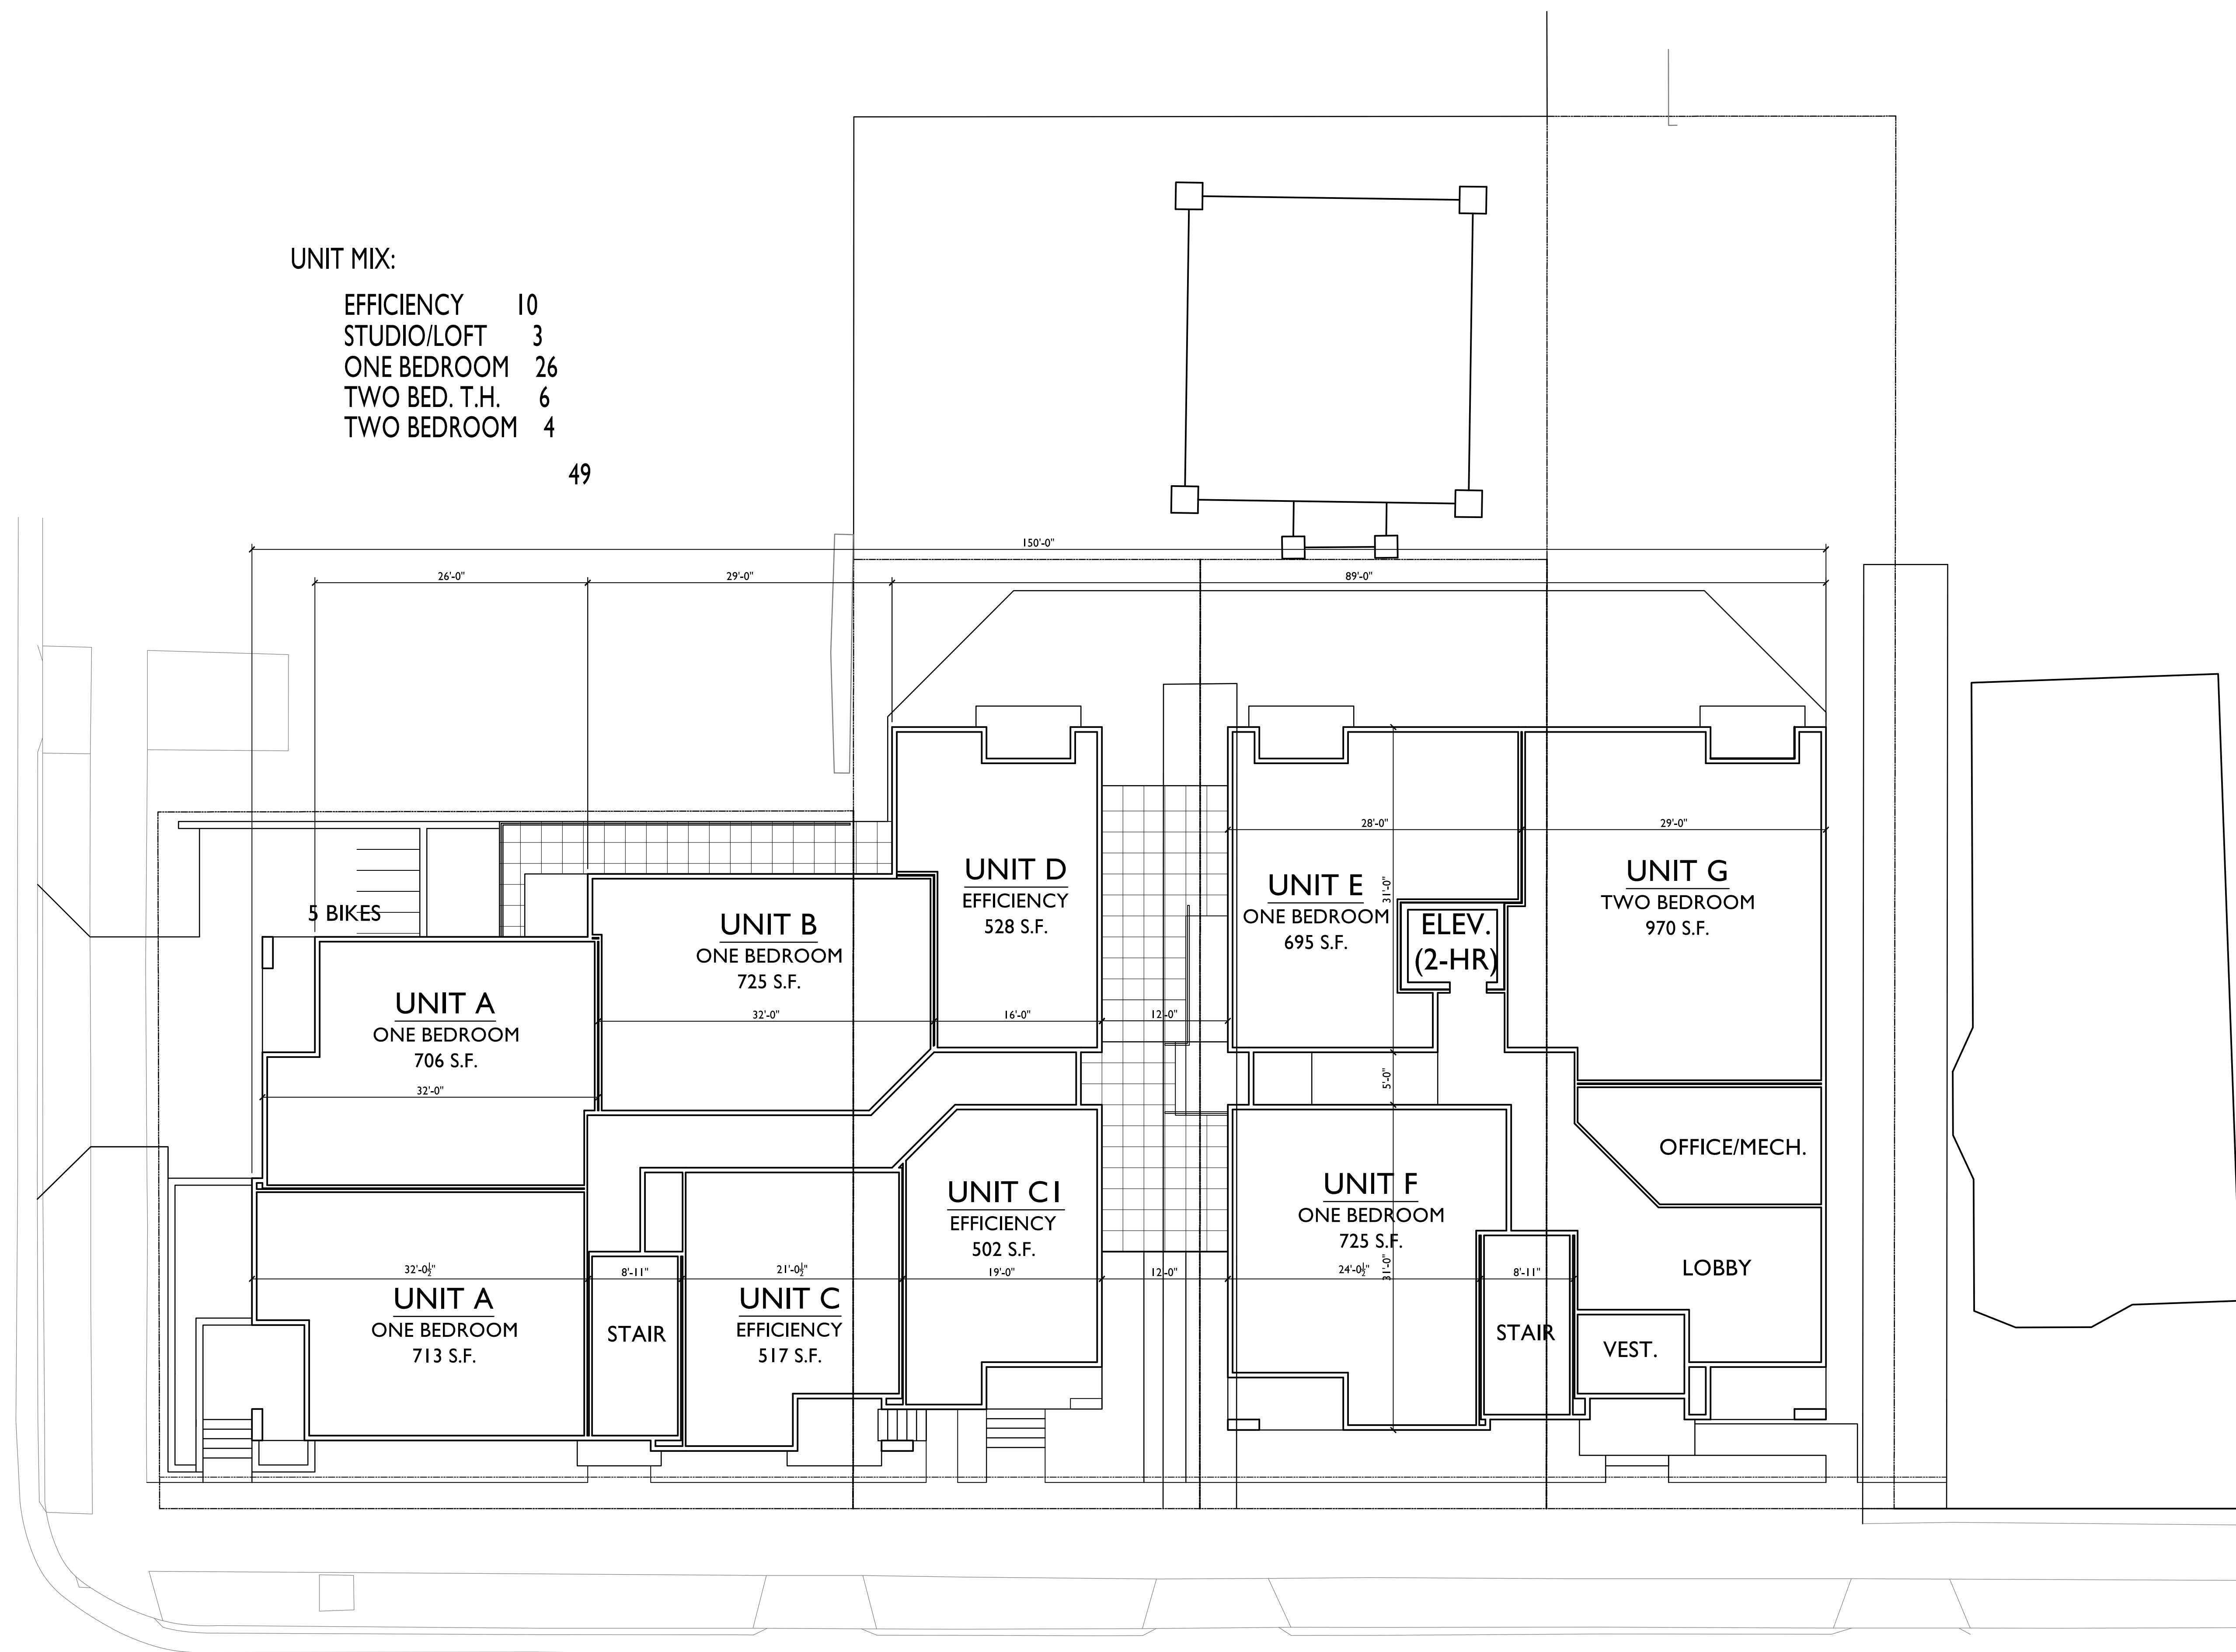 UNIT MIX:
EFFICIENCY 10
STUDIO/LOFT 3
ONE BEDROOM 26
TWO BED. T.H. 6
TWO BEDROOM 4
49
150'-0"
26'-0" 29'-0" 89'-0"
28'-0" 29'-0"
31'-0"
5 BIKES
UNIT A
ONE BEDROOM
706 S.F.
32'-0"
UNIT B
ONE BEDROOM
725 S.F.
32'-0" 16'-0" 12'-0"
UNIT D
EFFICIENCY
528 S.F.
UNIT E
ONE BEDROOM
695 S.F.
ELEV.
(2-HR)
UNIT G
TWO BEDROOM
970 S.F.
5'-0"
OFFICE/MECH.
UNIT C1
EFFICIENCY
502 S.F.
UNIT F
ONE BEDROOM
725 S.F.
31'-0"
LOBBY
32'-0½" 8'-11" 21'-0½" 19'-0" 12'-0" 24'-0½" 8'-11"
UNIT A
ONE BEDROOM
713 S.F.
STAIR
UNIT C
EFFICIENCY
517 S.F.
STAIR
VEST.